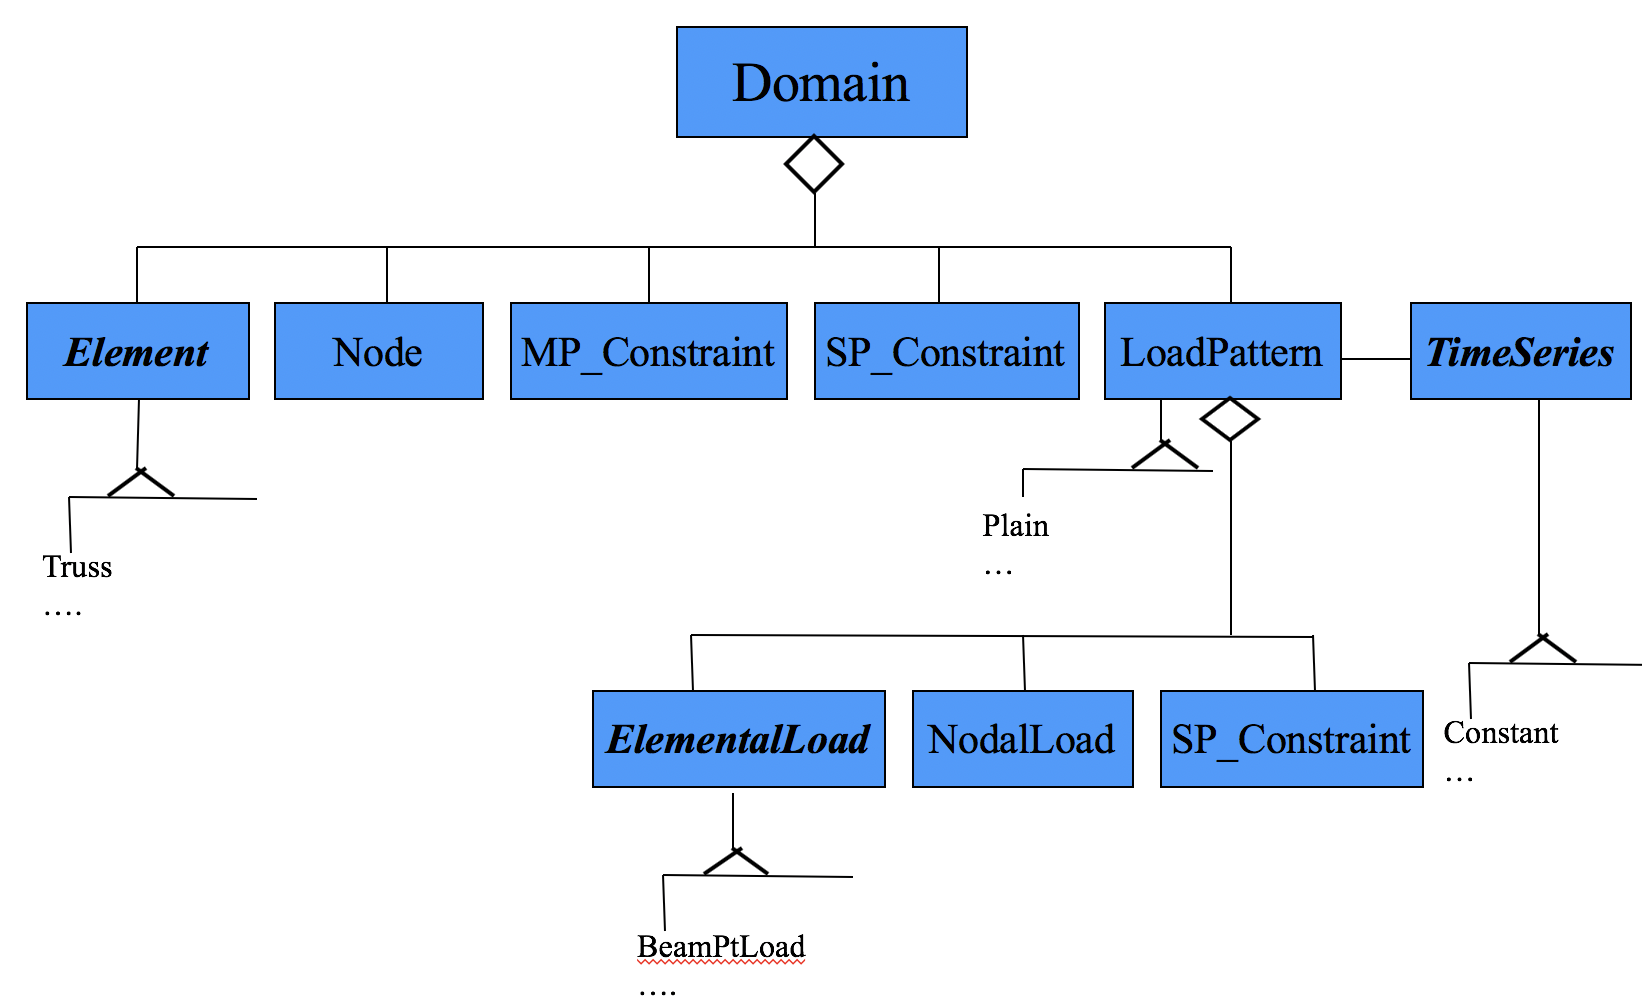 Domain
Element
Node
MP_Constraint
SP_Constraint
LoadPattern
TimeSeries
Plain
…
Truss
….
ElementalLoad
NodalLoad
SP_Constraint
Constant
…
BeamPtLoad
….